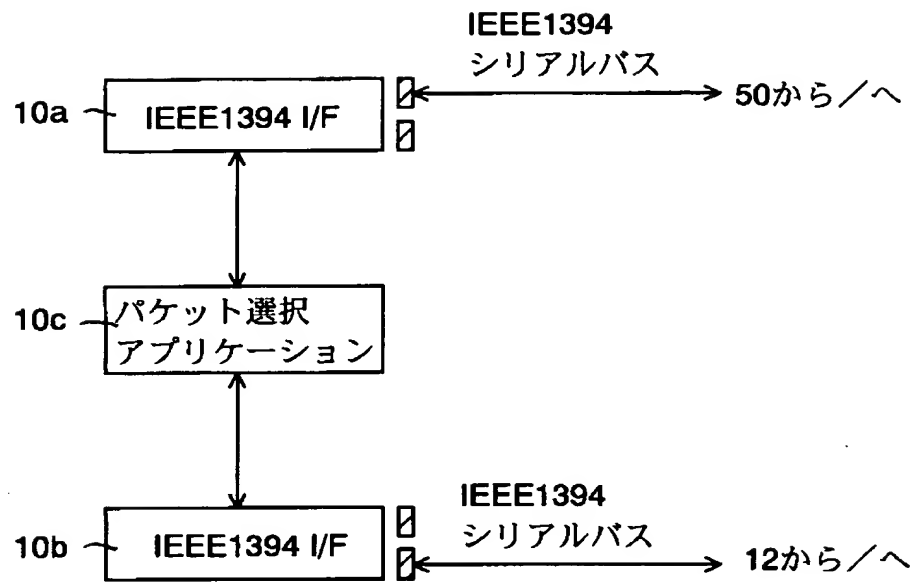 IEEE1394
シリアルバス
10a
IEEE1394 I/F
50から／へ
10c
パケット選択
アプリケーション
IEEE1394
シリアルバス
10b
IEEE1394 I/F
12から／へ